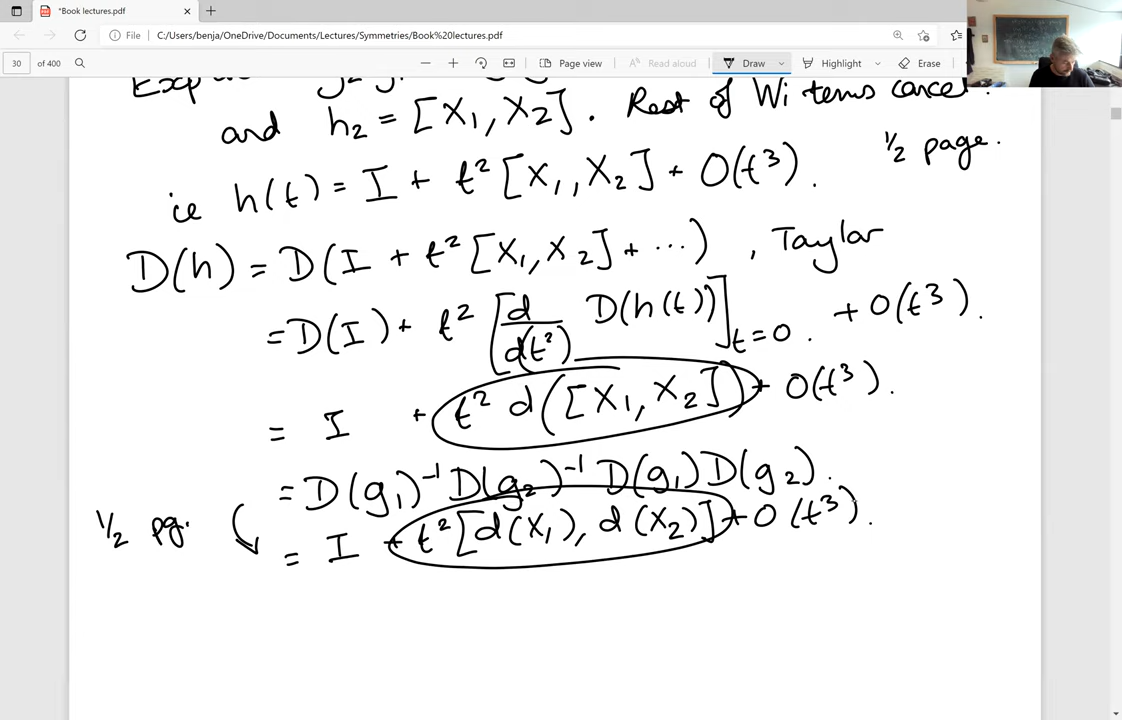 *Book lectures.pdf
File C:/Users/benja/OneDrive/Documents/Lectures/Symmetries/Book%20lectures.pdf
30 of 400 Page view Read aloud Draw Highlight Erase
and h₂ = [X₁, X₂]. Rest of Wi terms cancel.
½ page.
ie h(t) = I + t² [X₁, X₂] + O(t³).
D(h) = D(I + t² [X₁, X₂] + ...) , Taylor
= D(I) + t² [d/d(t²) D(h(t))]t=0 + O(t³).
= I + t² d([X₁, X₂]) + O(t³).
= D(g₁)⁻¹ D(g₂)⁻¹ D(g₁) D(g₂).
½ pg.
= I + t² [d(X₁), d(X₂)] + O(t³).